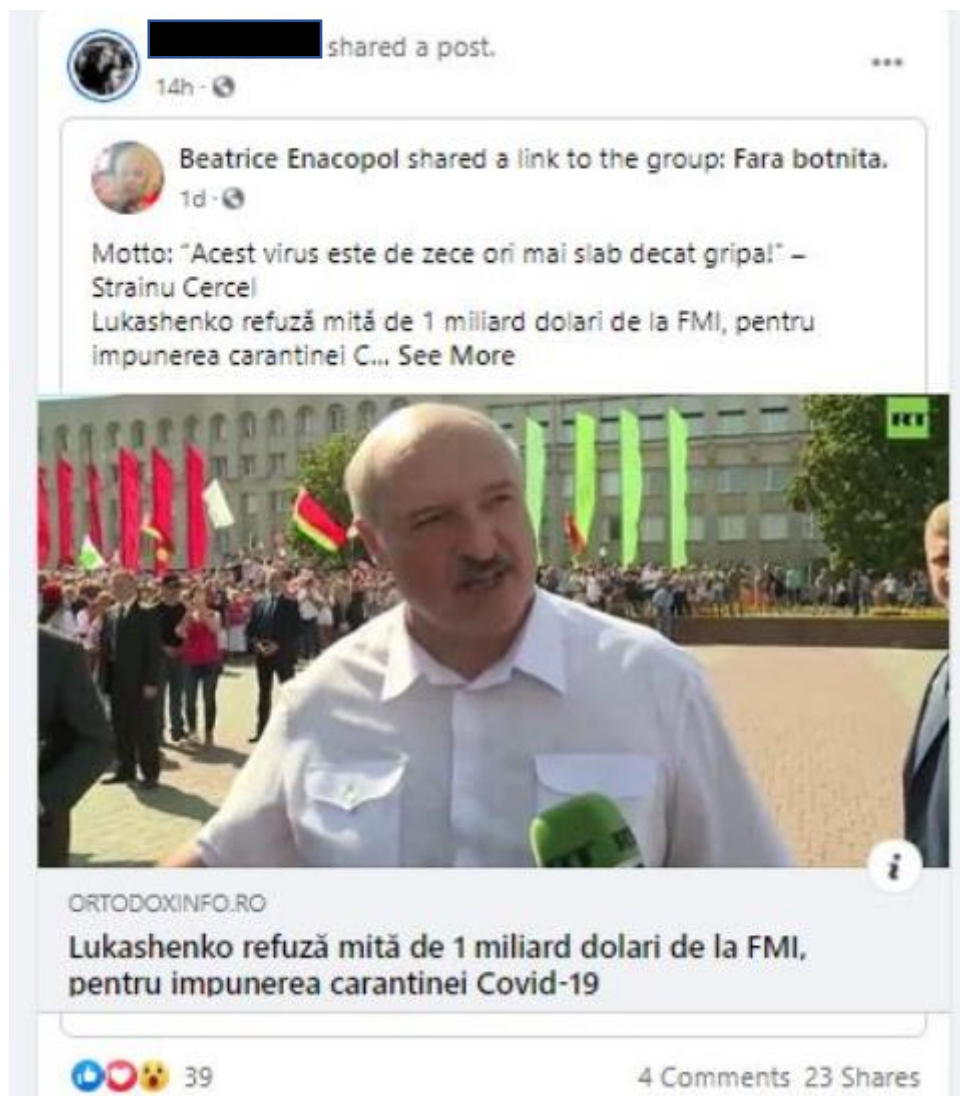 shared a post.
14h ·
Beatrice Enacopol shared a link to the group: Fara botnita.
1d ·
Motto: "Acest virus este de zece ori mai slab decat gripa!" –
Strainu Cercel
Lukashenko refuză mită de 1 miliard dolari de la FMI, pentru
impunerea carantinei C... See More
RT
RT
ORTODOXINFO.RO
Lukashenko refuză mită de 1 miliard dolari de la FMI,
pentru impunerea carantinei Covid-19
39
4 Comments 23 Shares